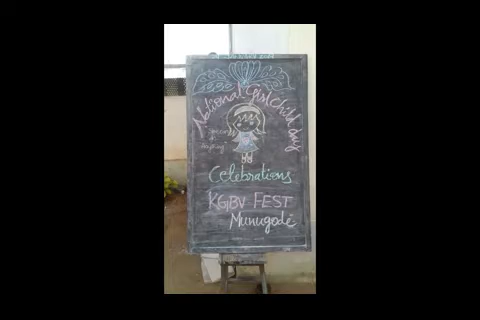 National Girl Child day
Celebrations
KGBV FEST
Munugode